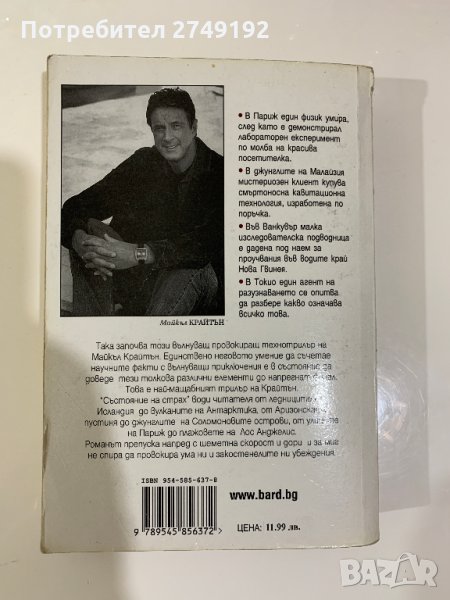 Потребител 2749192
• В Париж един физик умира,
след като е демонстрирал
лабораторен експеримент
по молба на красива
посетителка.
• В джунглите на Малайзия
мистериозен клиент купува
смъртоносна кавитационна
технология, изработена по
поръчка.
• Във Ванкувър малка
изследователска подводница
е дадена под наем за
проучвания във водите край
Нова Гвинея.
• В Токио един агент на
разузнаването се опитва
да разбере какво означава
всичко това.
Майкъл КРАЙТЪН
Така започва този вълнуващ провокиращ технотрилър на
Майкъл Крайтън. Единствено неговото умение да съчетае
научните факти с вълнуващи приключения е в състояние да
доведе тези толкова различни елементи до напрегнат
Това е най-мащабният трилър на Крайтън.
"Състояние на страх" води читателя от ледниците
Исландия до вулканите на Антарктика, от Аризонска
пустиня до джунглите на Соломоновите острови, от улиците
на Париж до плажовете на Лос Анджелис.
Романът препуска напред с шеметна скорост и дори и за миг
не спира да провокира ума ни и закостенелите ни убеждения.
ISBN 954-585-637-8
9 789545 856372 >
www.bard.bg
ЦЕНА: 11.99 лв.
BAZAR